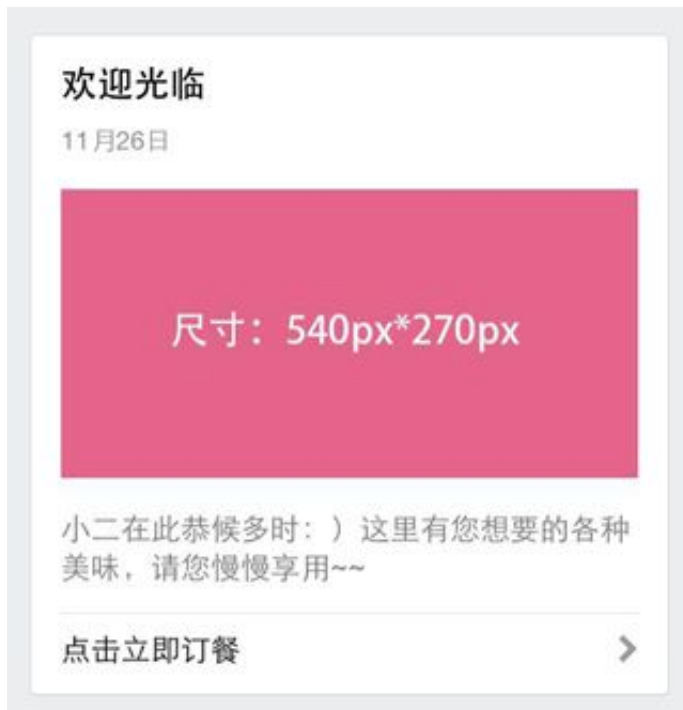 欢迎光临
11月26日
尺寸：540px*270px
小二在此恭候多时：）这里有您想要的各种
美味，请您慢慢享用~~
点击立即订餐